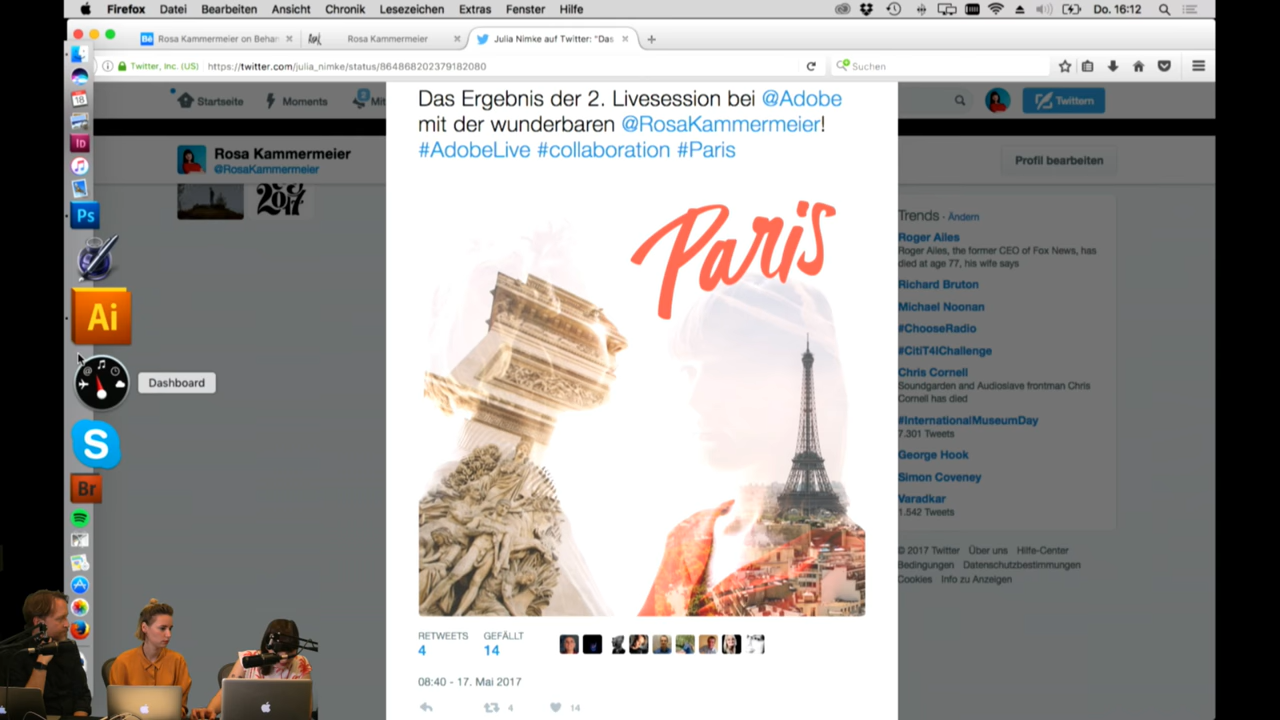 Firefox Datei Bearbeiten Ansicht Chronik Lesezeichen Extras Fenster Hilfe Do. 16:12
Rosa Kammermeier on Behan
Rosa Kammermeier
Julia Nimke auf Twitter: "Das
Twitter, Inc. (US) https://twitter.com/julia_nimke/status/864868202379182080
Suchen
Startseite Moments Mit
Twittern
Das Ergebnis der 2. Livesession bei @Adobe
mit der wunderbaren @RosaKammermeier!
#AdobeLive #collaboration #Paris
Rosa Kammermeier
@RosaKammermeier
Profil bearbeiten
2017
Paris
18
Id
Ps
Ai
Dashboard
S
Br
Trends · Ändern
Roger Ailes
Roger Ailes, the former CEO of Fox News, has
died at age 77, his wife says
Richard Bruton
Michael Noonan
#ChooseRadio
#CitiT4IChallenge
Chris Cornell
Soundgarden and Audioslave frontman Chris
Cornell has died
#InternationalMuseumDay
7.301 Tweets
George Hook
Simon Coveney
Varadkar
1.542 Tweets
© 2017 Twitter Über uns Hilfe-Center
Bedingungen Datenschutzbestimmungen
Cookies Info zu Anzeigen
RETWEETS GEFÄLLT
4 14
08:40 - 17. Mai 2017
4 14